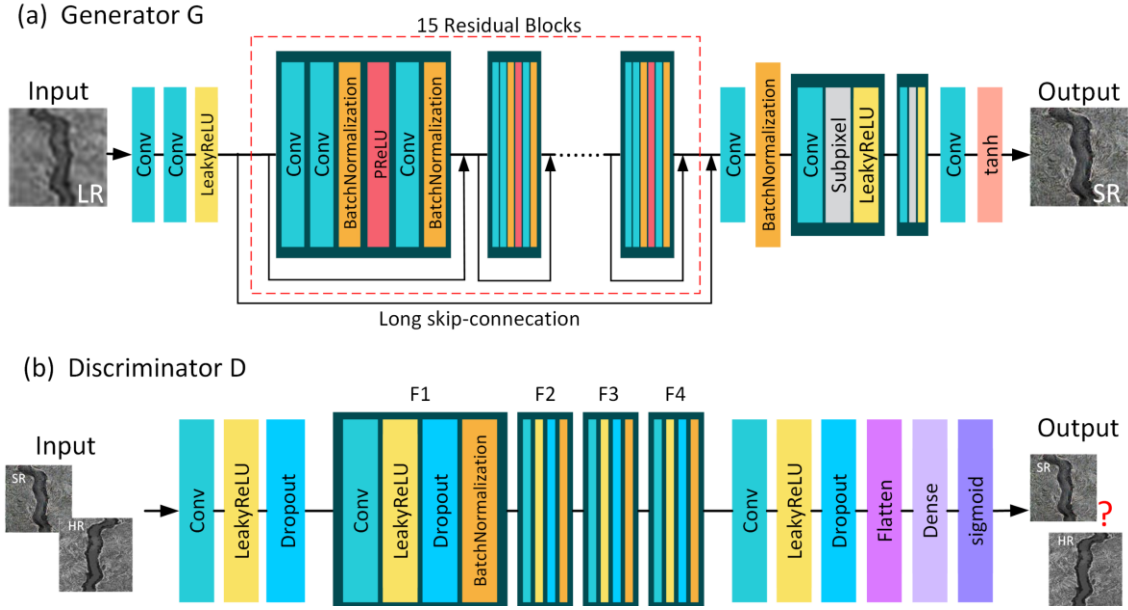 (a) Generator G
15 Residual Blocks
Input
LR
Conv
Conv
LeakyReLU
Conv
Conv
BatchNormalization
PReLU
Conv
BatchNormalization
Conv
BatchNormalization
Conv
Subpixel
LeakyReLU
Conv
tanh
Output
SR
Long skip-connecation
(b) Discriminator D
Input
SR
HR
Conv
LeakyReLU
Dropout
F1
Conv
LeakyReLU
Dropout
BatchNormalization
F2
F3
F4
Conv
LeakyReLU
Dropout
Flatten
Dense
sigmoid
Output
SR
?
HR